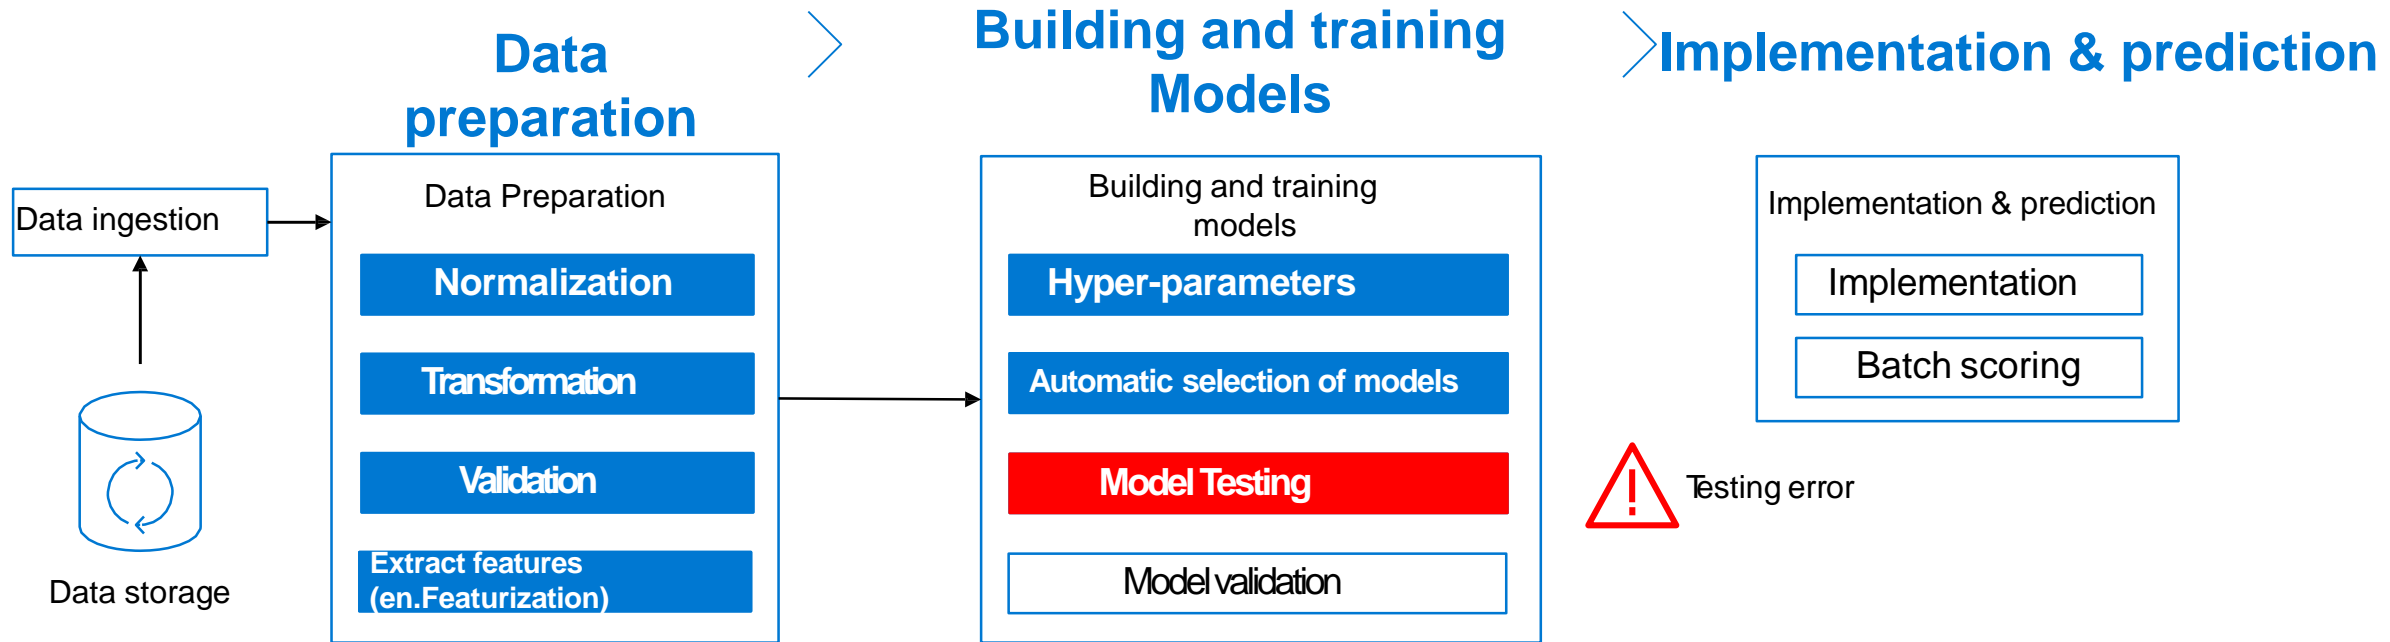 Data
preparation
Building and training
Models
Implementation & prediction
Data ingestion
Data storage
Data Preparation
Normalization
Transformation
Validation
Extract features
(en.Featurization)
Building and training
models
Hyper-parameters
Automatic selection of models
Model Testing
Model validation
Implementation & prediction
Implementation
Batch scoring
Testing error